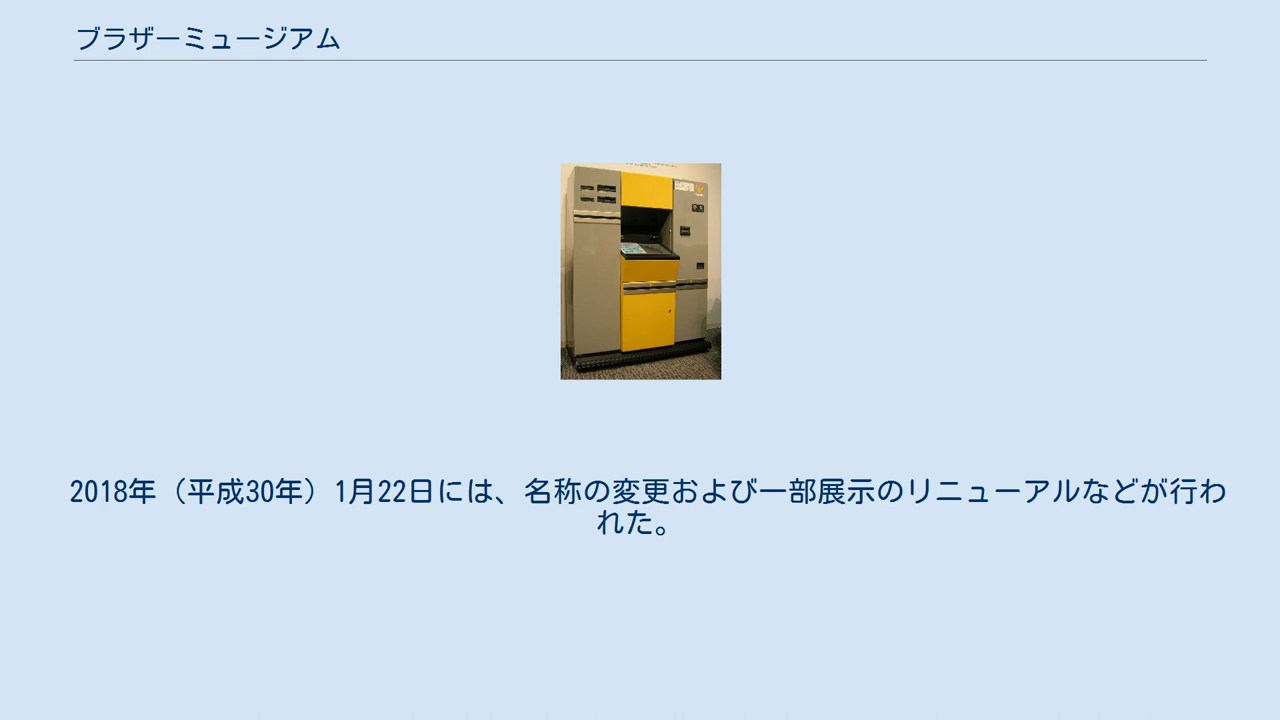 ブラザーミュージアム
2018年（平成30年）1月22日には、名称の変更および一部展示のリニューアルなどが行わ
れた。